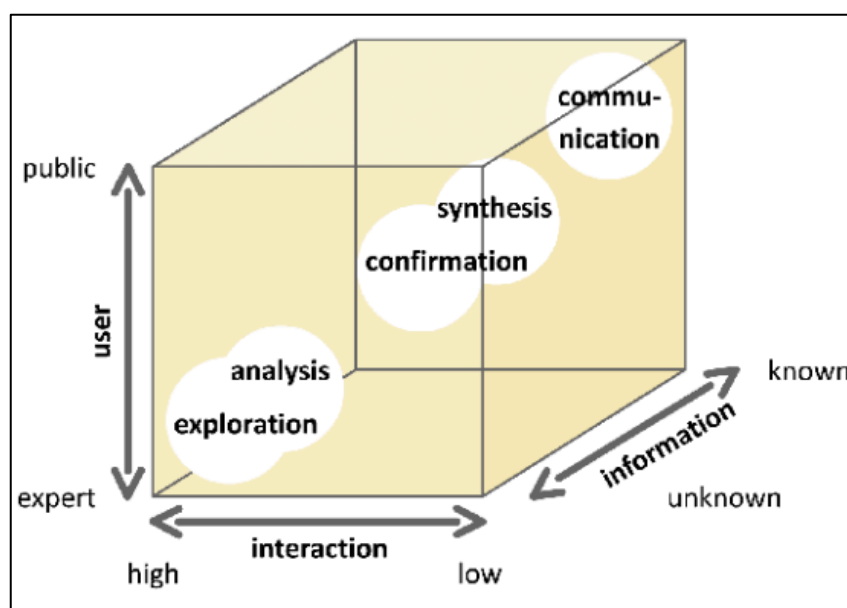 commu-
nication
public
synthesis
confirmation
user
analysis
exploration
known
information
expert
unknown
interaction
high
low